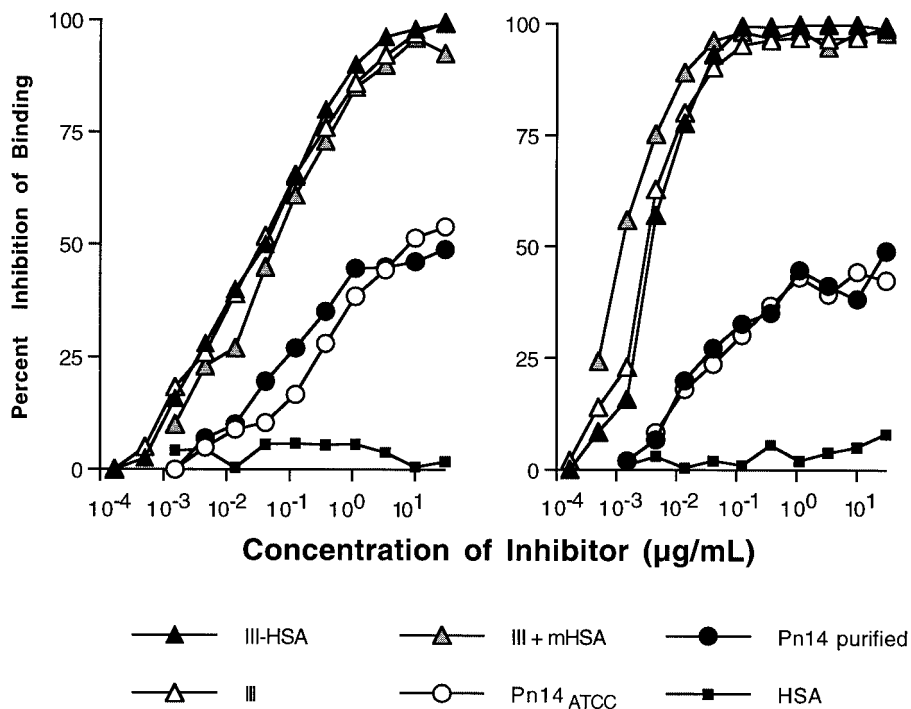 Percent Inhibition of Binding
100
75
50
25
0
10⁻⁴ 10⁻³ 10⁻² 10⁻¹ 10⁰ 10¹
100
75
50
25
0
10⁻⁴ 10⁻³ 10⁻² 10⁻¹ 10⁰ 10¹
Concentration of Inhibitor (µg/mL)
III-HSA III + mHSA Pn14 purified
III Pn14 ATCC HSA